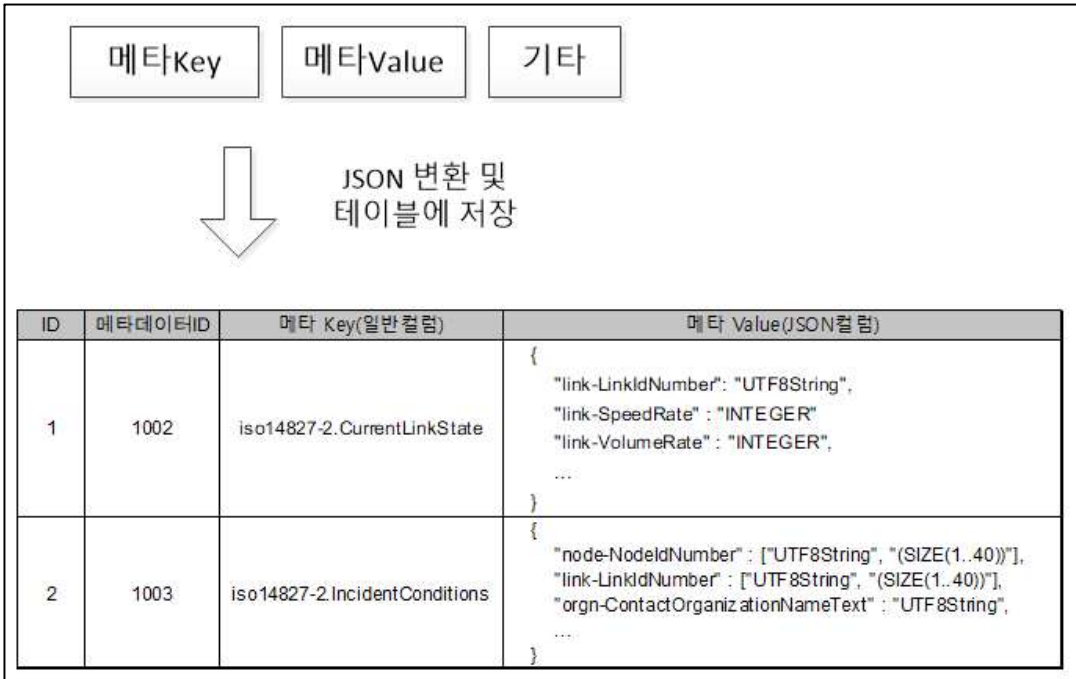 메타Key 메타Value 기타
JSON 변환 및
테이블에 저장
ID 메타데이터ID 메타 Key(일반컬럼) 메타 Value(JSON컬럼)
1 1002 iso14827-2.CurrentLinkState
{
"link-LinkIdNumber": "UTF8String",
"link-SpeedRate" : "INTEGER"
"link-VolumeRate" : "INTEGER",
...
}
2 1003 iso14827-2.IncidentConditions
{
"node-NodeIdNumber" : ["UTF8String", "(SIZE(1..40))"],
"link-LinkIdNumber" : ["UTF8String", "(SIZE(1..40))"],
"orgn-ContactOrganizationNameText" : "UTF8String",
...
}